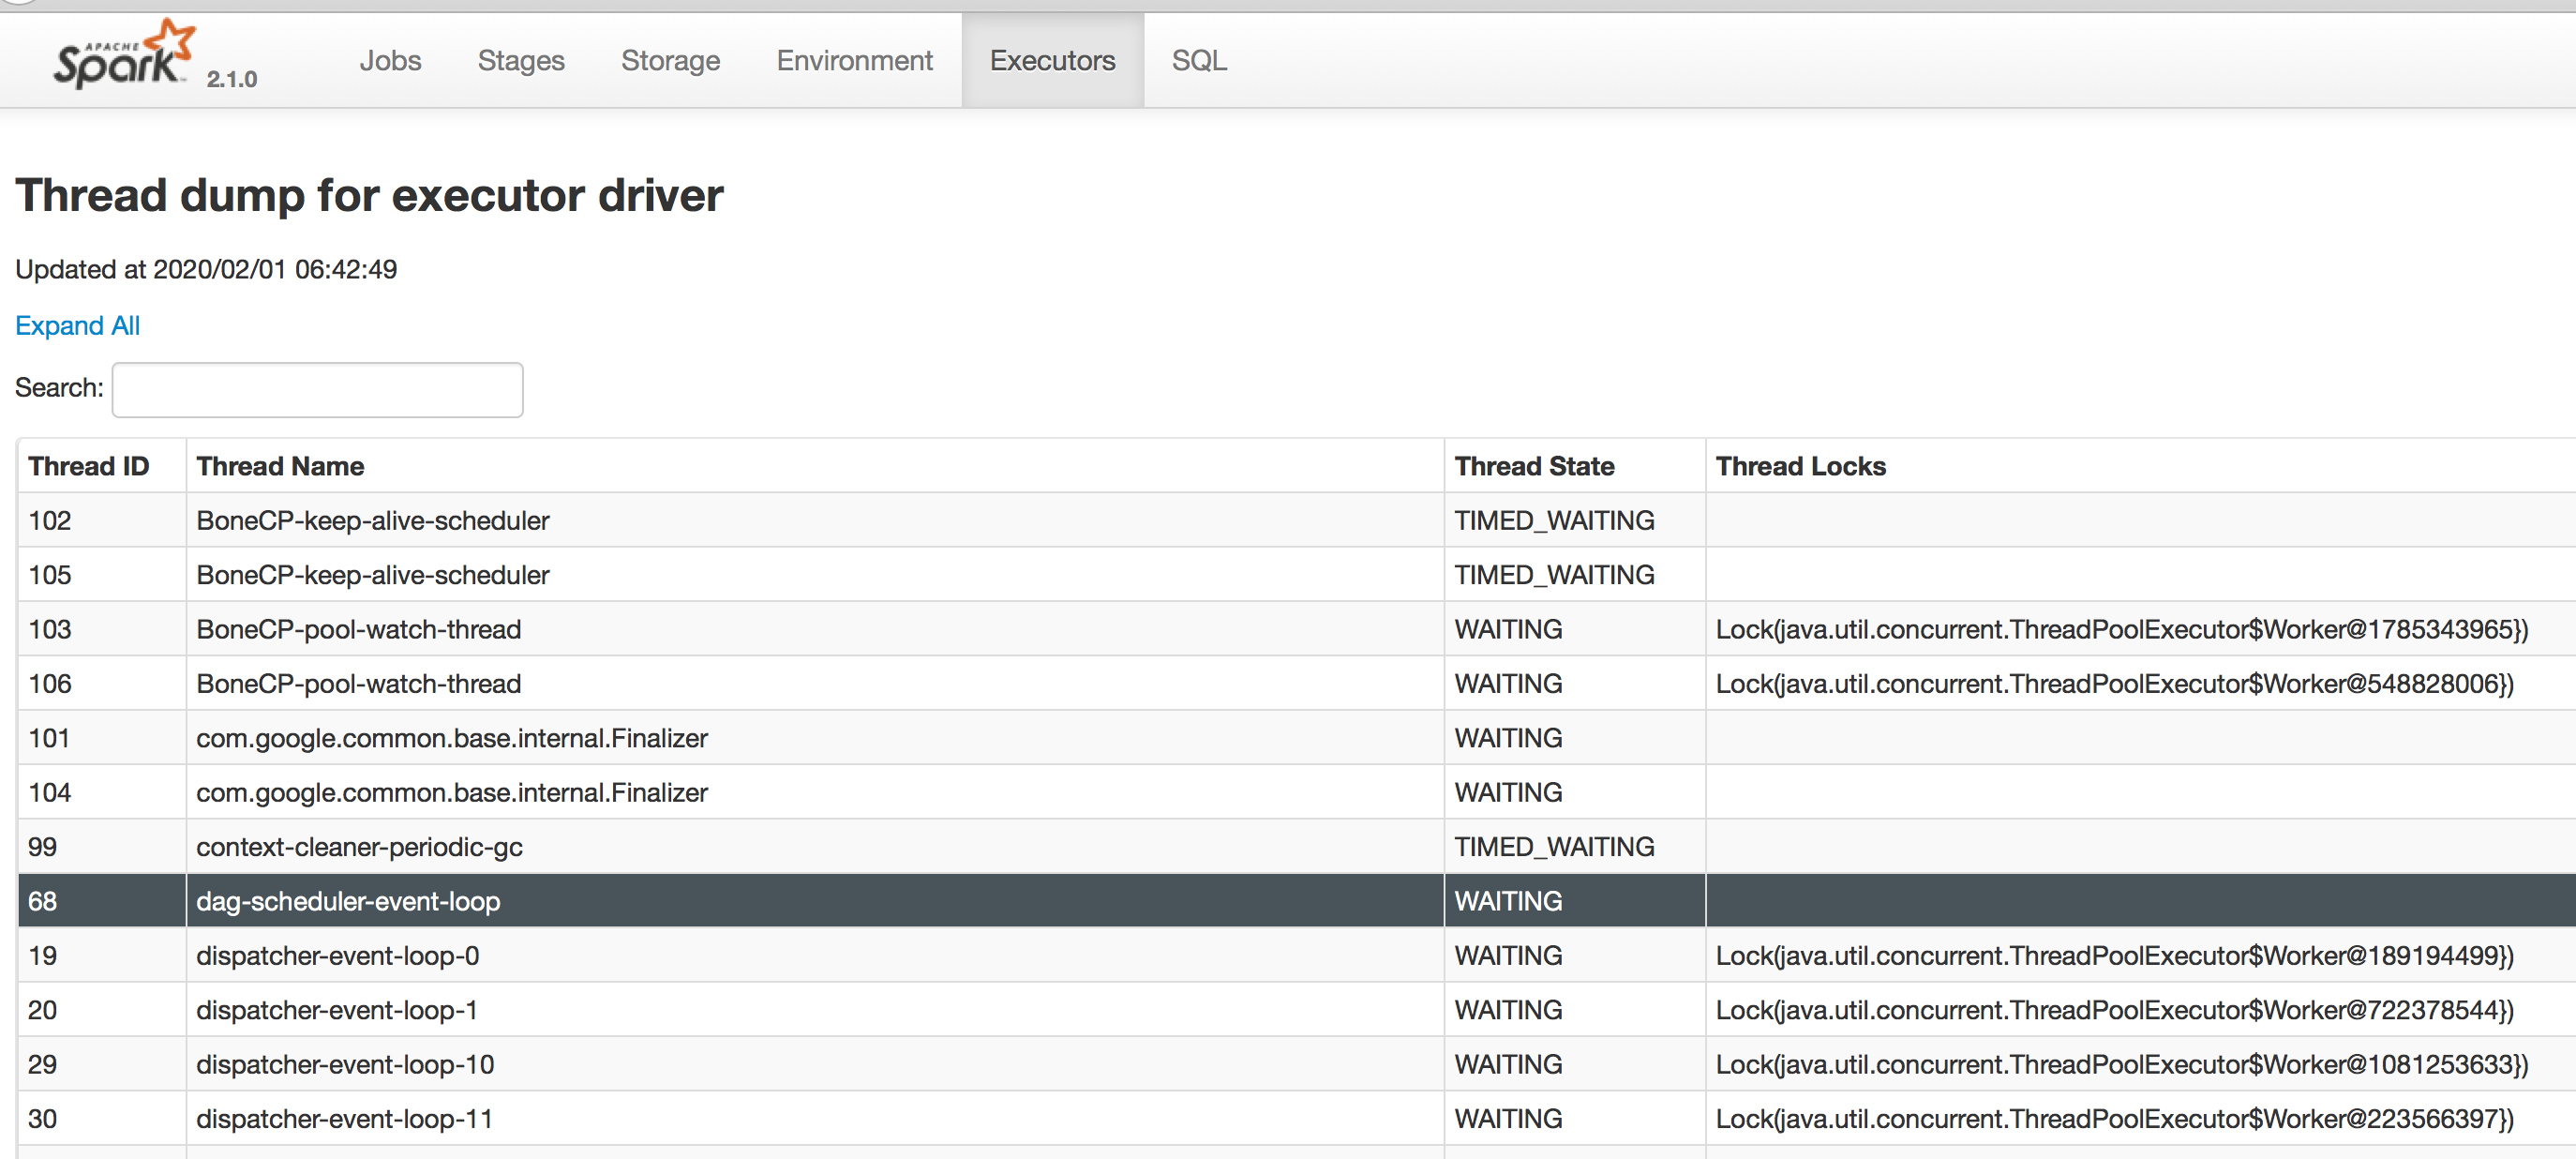 APACHE Spark 2.1.0 Jobs Stages Storage Environment Executors SQL
Thread dump for executor driver
Updated at 2020/02/01 06:42:49
Expand All
Search:
Thread ID Thread Name Thread State Thread Locks
102 BoneCP-keep-alive-scheduler TIMED_WAITING
105 BoneCP-keep-alive-scheduler TIMED_WAITING
103 BoneCP-pool-watch-thread WAITING Lock(java.util.concurrent.ThreadPoolExecutor$Worker@1785343965})
106 BoneCP-pool-watch-thread WAITING Lock(java.util.concurrent.ThreadPoolExecutor$Worker@548828006})
101 com.google.common.base.internal.Finalizer WAITING
104 com.google.common.base.internal.Finalizer WAITING
99 context-cleaner-periodic-gc TIMED_WAITING
68 dag-scheduler-event-loop WAITING
19 dispatcher-event-loop-0 WAITING Lock(java.util.concurrent.ThreadPoolExecutor$Worker@189194499})
20 dispatcher-event-loop-1 WAITING Lock(java.util.concurrent.ThreadPoolExecutor$Worker@722378544})
29 dispatcher-event-loop-10 WAITING Lock(java.util.concurrent.ThreadPoolExecutor$Worker@1081253633})
30 dispatcher-event-loop-11 WAITING Lock(java.util.concurrent.ThreadPoolExecutor$Worker@223566397})